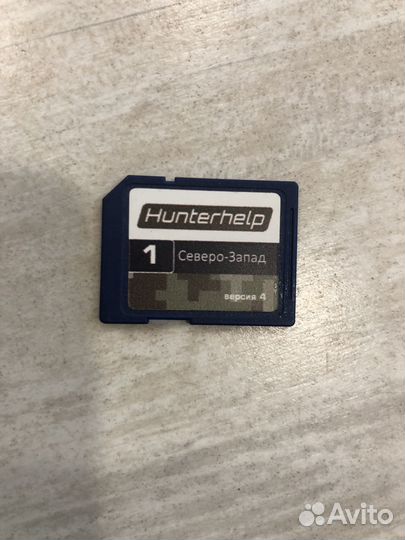 Hunterhelp
1 Северо-Запад
версия 4
Avito